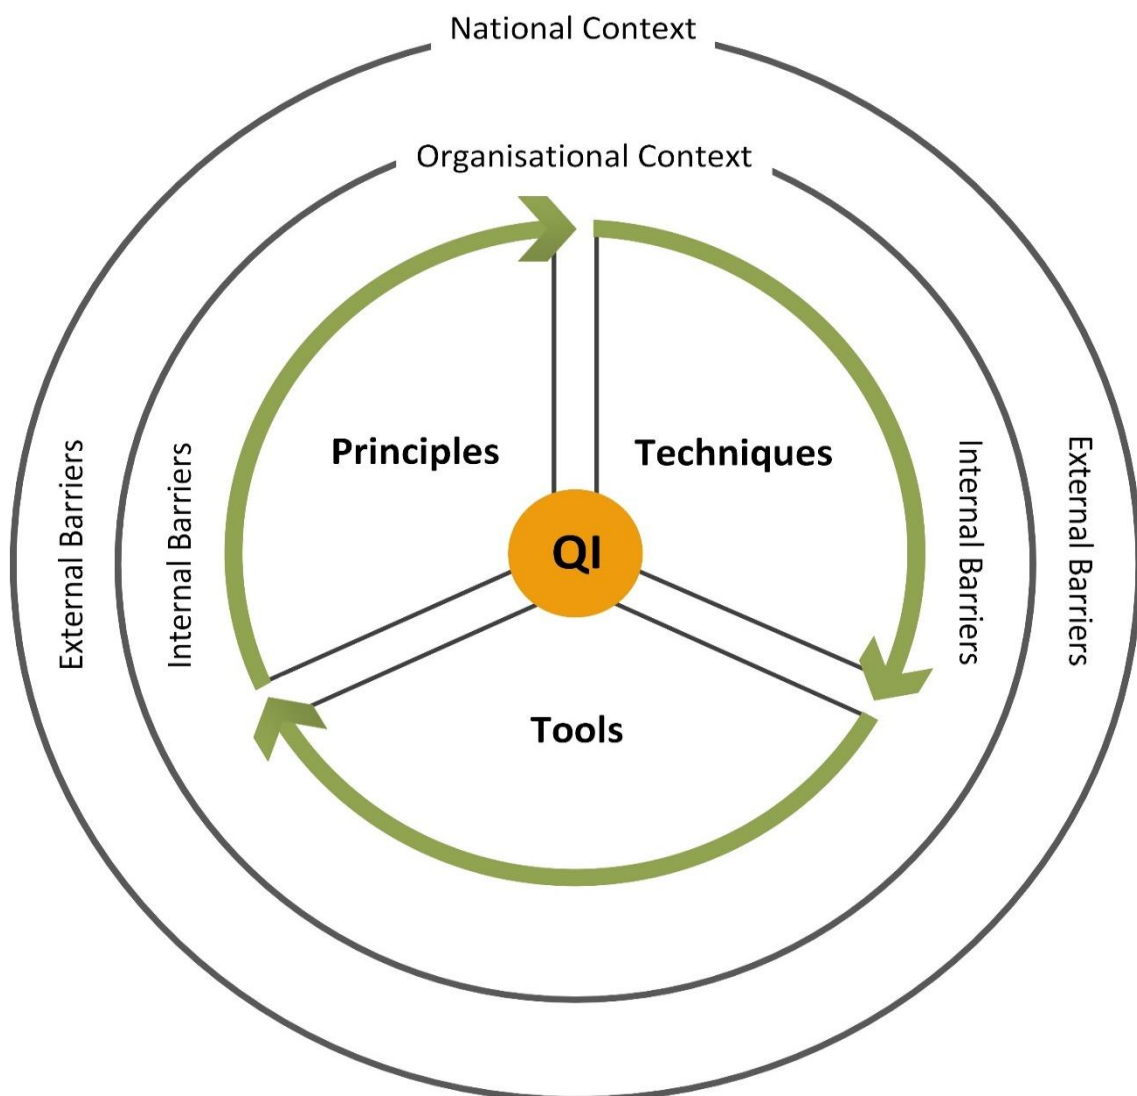 National Context
Organisational Context
Principles
Techniques
External Barriers
Internal Barriers
Internal Barriers
External Barriers
QI
Tools